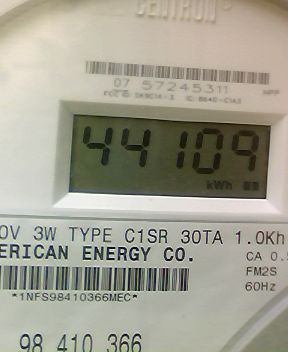 CENTRON®
07 57245311
44109
kWh
0V 3W TYPE C1SR 30TA 1.0Kh
ERICAN ENERGY CO.
CA 0.5
FM2S
*1NFS98410366MEC*
60Hz
98 410 366